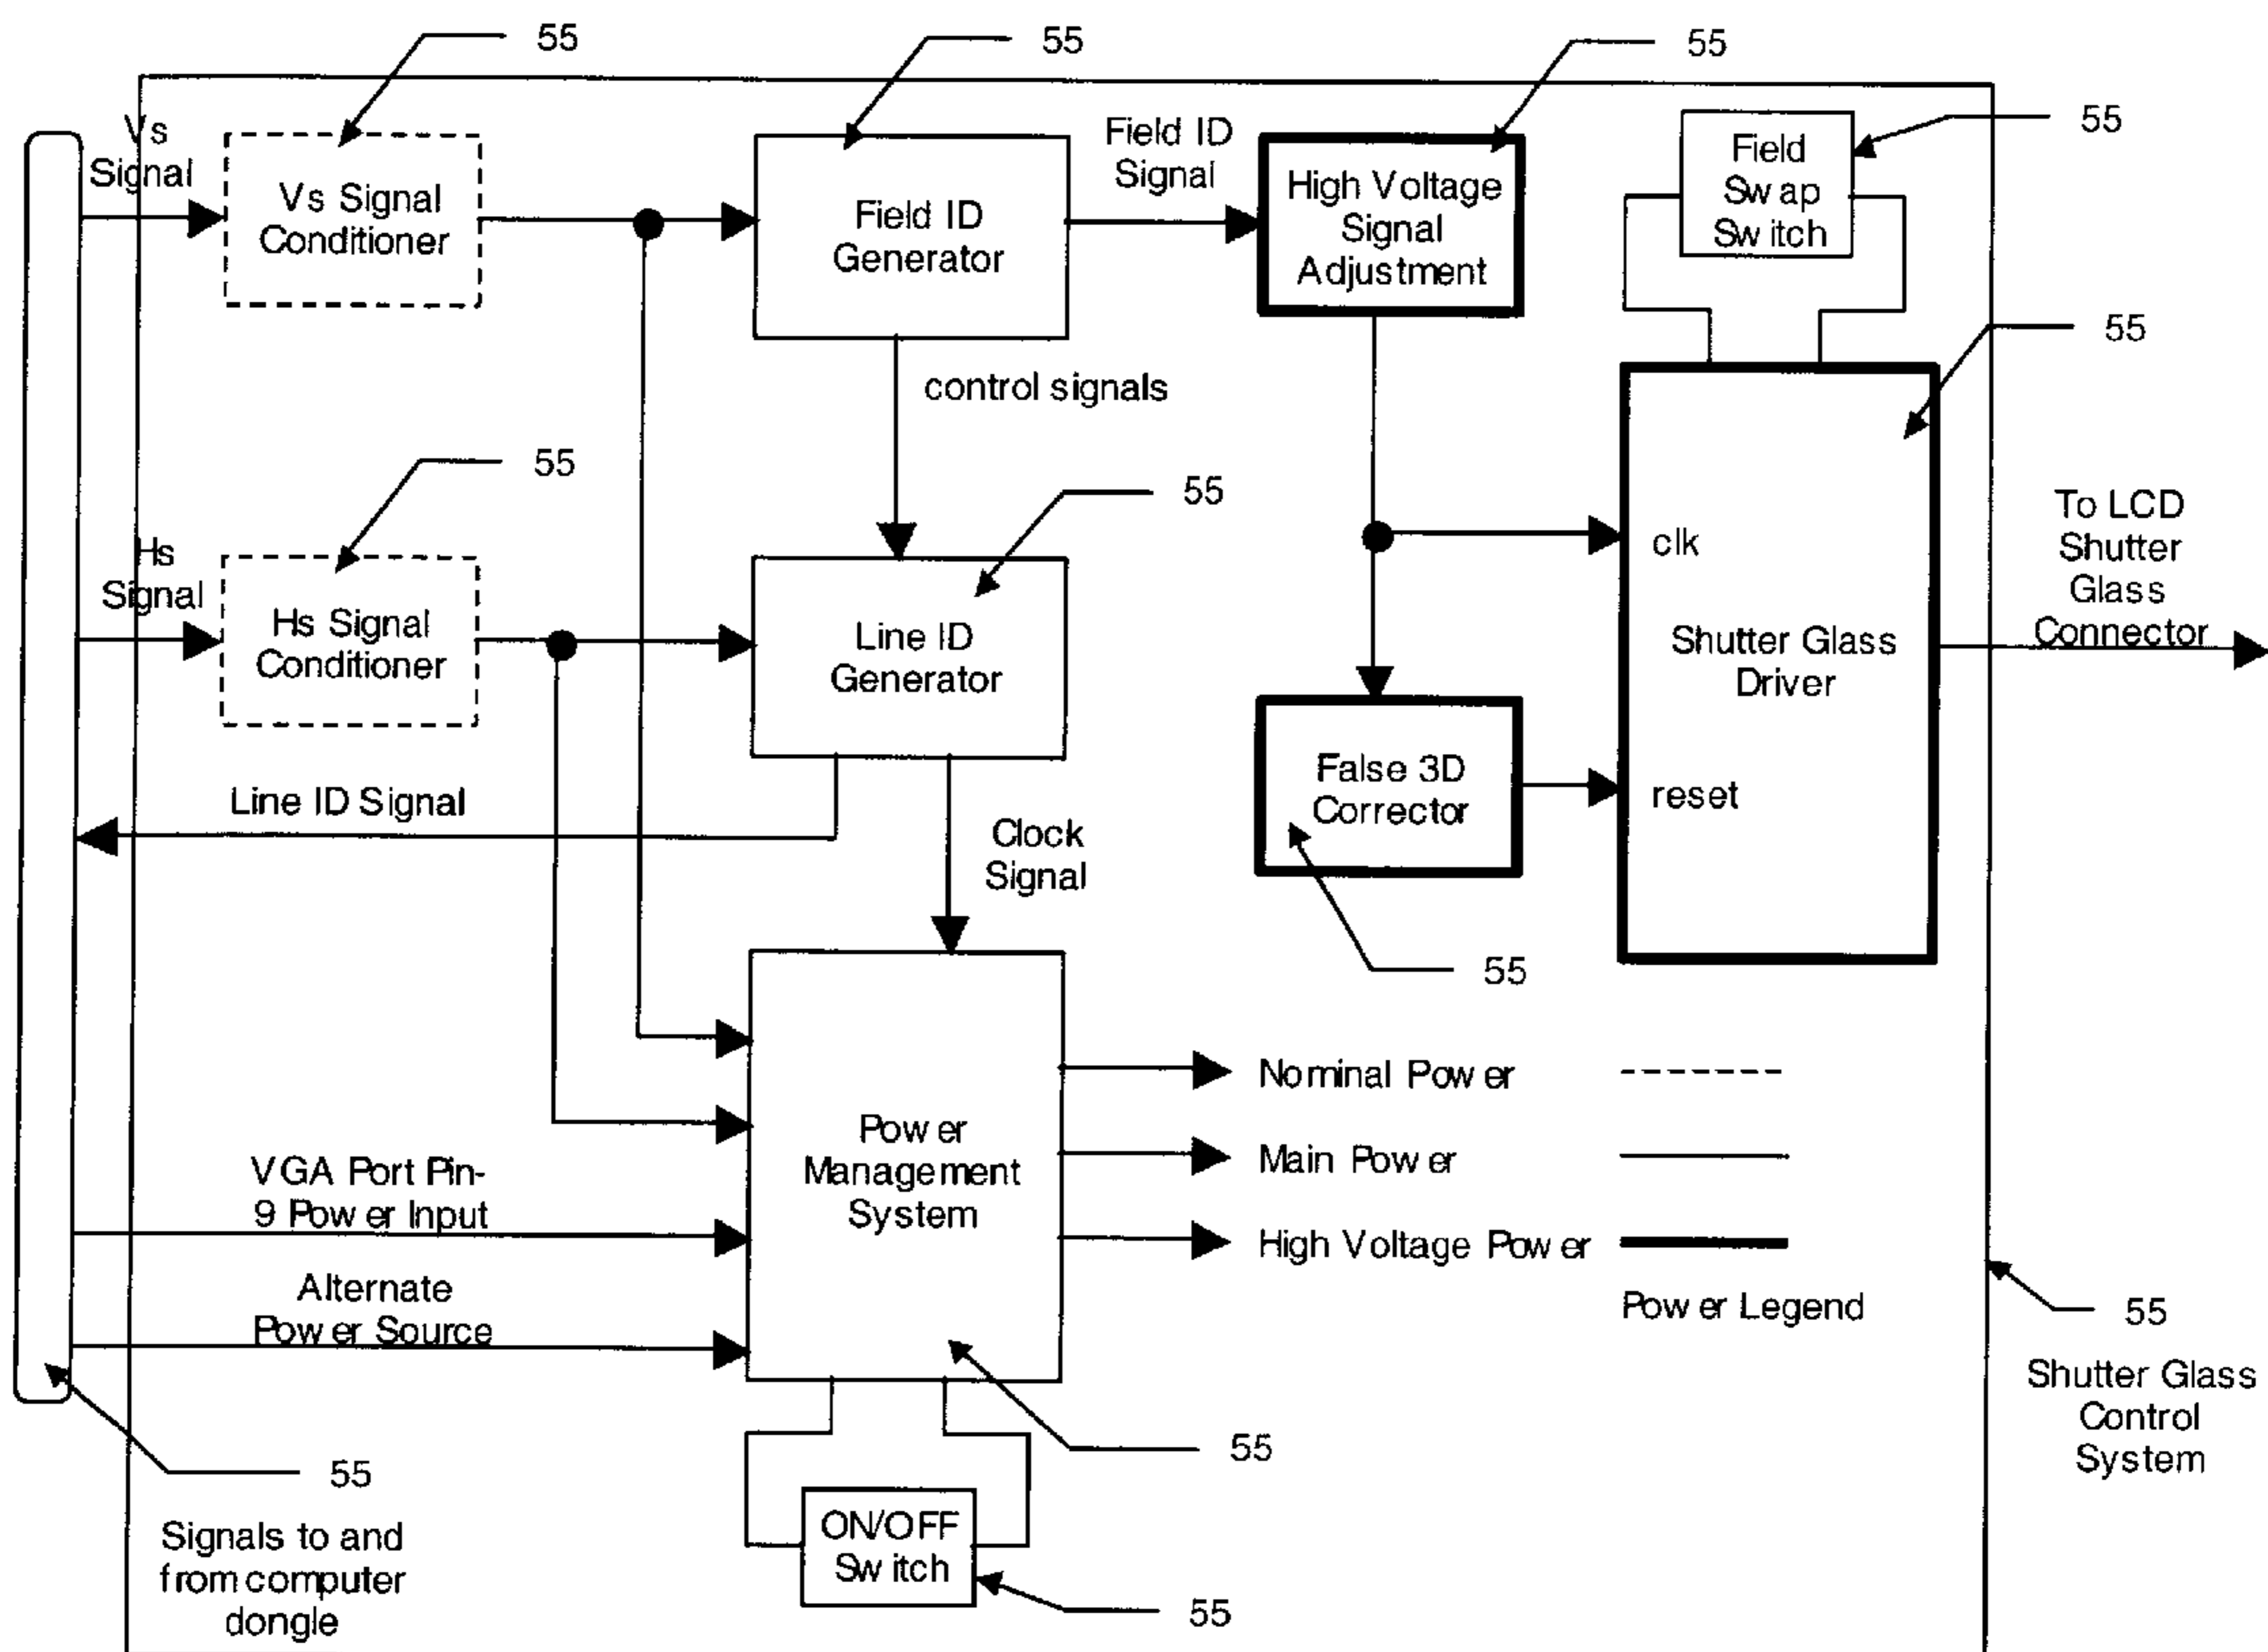 55
55
55
55
Vs
Signal
Vs Signal
Conditioner
Field ID
Generator
Field ID
Signal
High Voltage
Signal
Adjustment
Field
Swap
Switch
55
control signals
55
55
Hs
Signal
Hs Signal
Conditioner
Line ID
Generator
clk
Shutter Glass
Driver
reset
To LCD
Shutter
Glass
Connector
False 3D
Corrector
55
Line ID Signal
Clock
Signal
Power
Management
System
Nominal Power
Main Power
High Voltage Power
Power Legend
VGA Port Pin-
9 Power Input
Alternate
Power Source
55
Shutter Glass
Control
System
55
55
Signals to and
from computer
dongle
ON/OFF
Switch
55